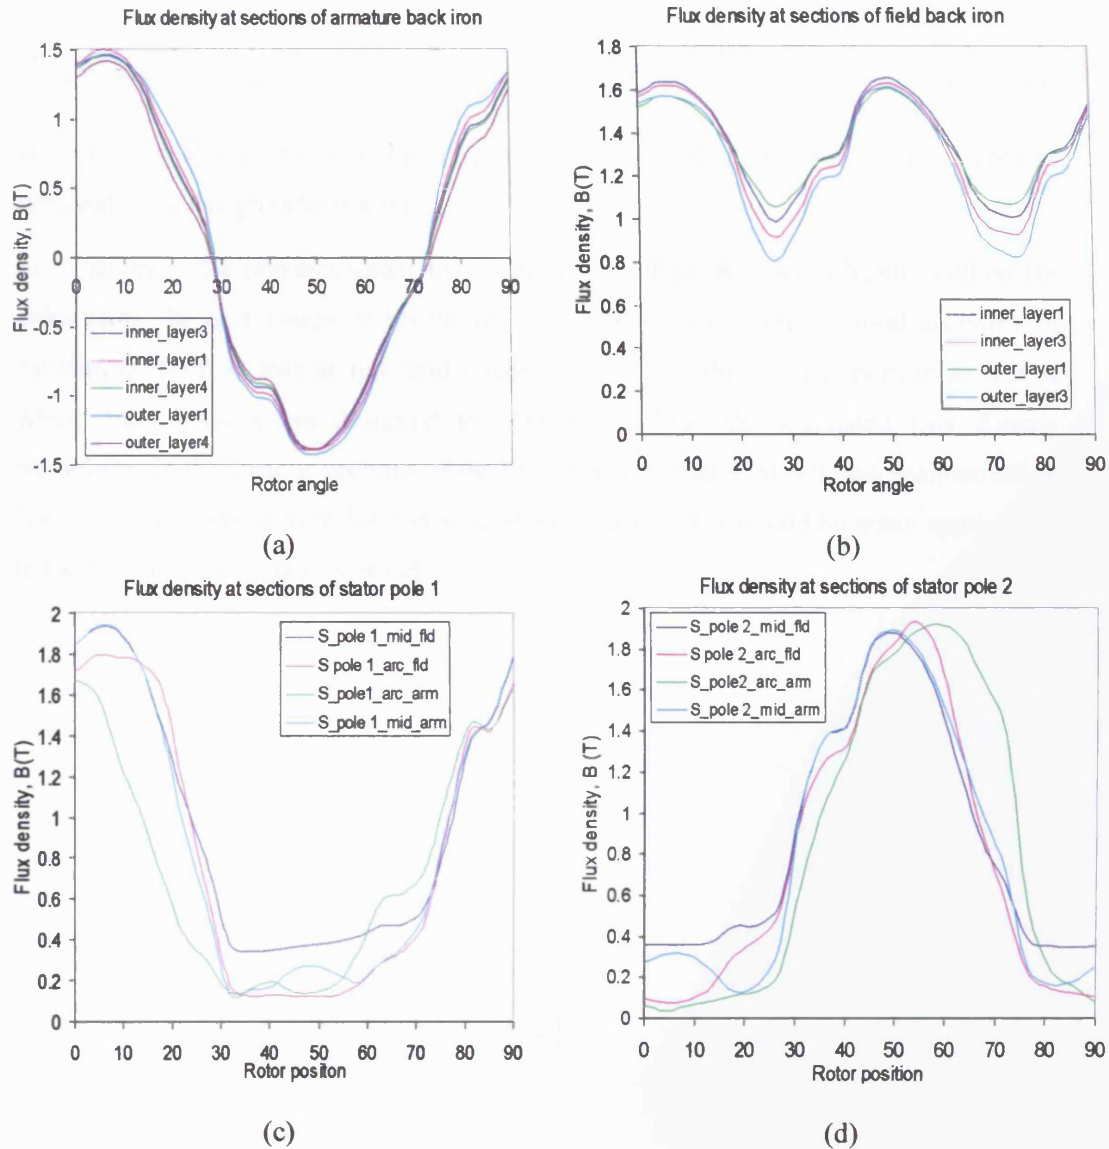 Flux density at sections of armature back iron
Flux density, B(T)
1.5
1
0.5
0
-0.5
-1
-1.5
0 10 20 30 40 50 60 70 80 90
inner_layer3
inner_layer1
inner_layer4
outer_layer1
outer_layer4
Rotor angle
(a)
Flux density at sections of field back iron
Flux density, B(T)
1.8
1.6
1.4
1.2
1
0.8
0.6
0.4
0.2
0
inner_layer1
inner_layer3
outer_layer1
outer_layer3
0 10 20 30 40 50 60 70 80 90
Rotor angle
(b)
Flux density at sections of stator pole 1
Flux density, B(T)
2
1.8
1.6
1.4
1.2
1
0.8
0.6
0.4
0.2
0
S_pole 1_mid_fld
S pole 1_arc_fld
S_pole1_arc_arm
S_pole 1_mid_arm
0 10 20 30 40 50 60 70 80 90
Rotor positon
(c)
Flux density at sections of stator pole 2
Flux density, B (T)
2
1.8
1.6
1.4
1.2
1
0.8
0.6
0.4
0.2
0
S_pole 2_mid_fld
S pole 2_arc_fld
S_pole2_arc_arm
S_pole 2_mid_arm
0 10 20 30 40 50 60 70 80 90
Rotor position
(d)